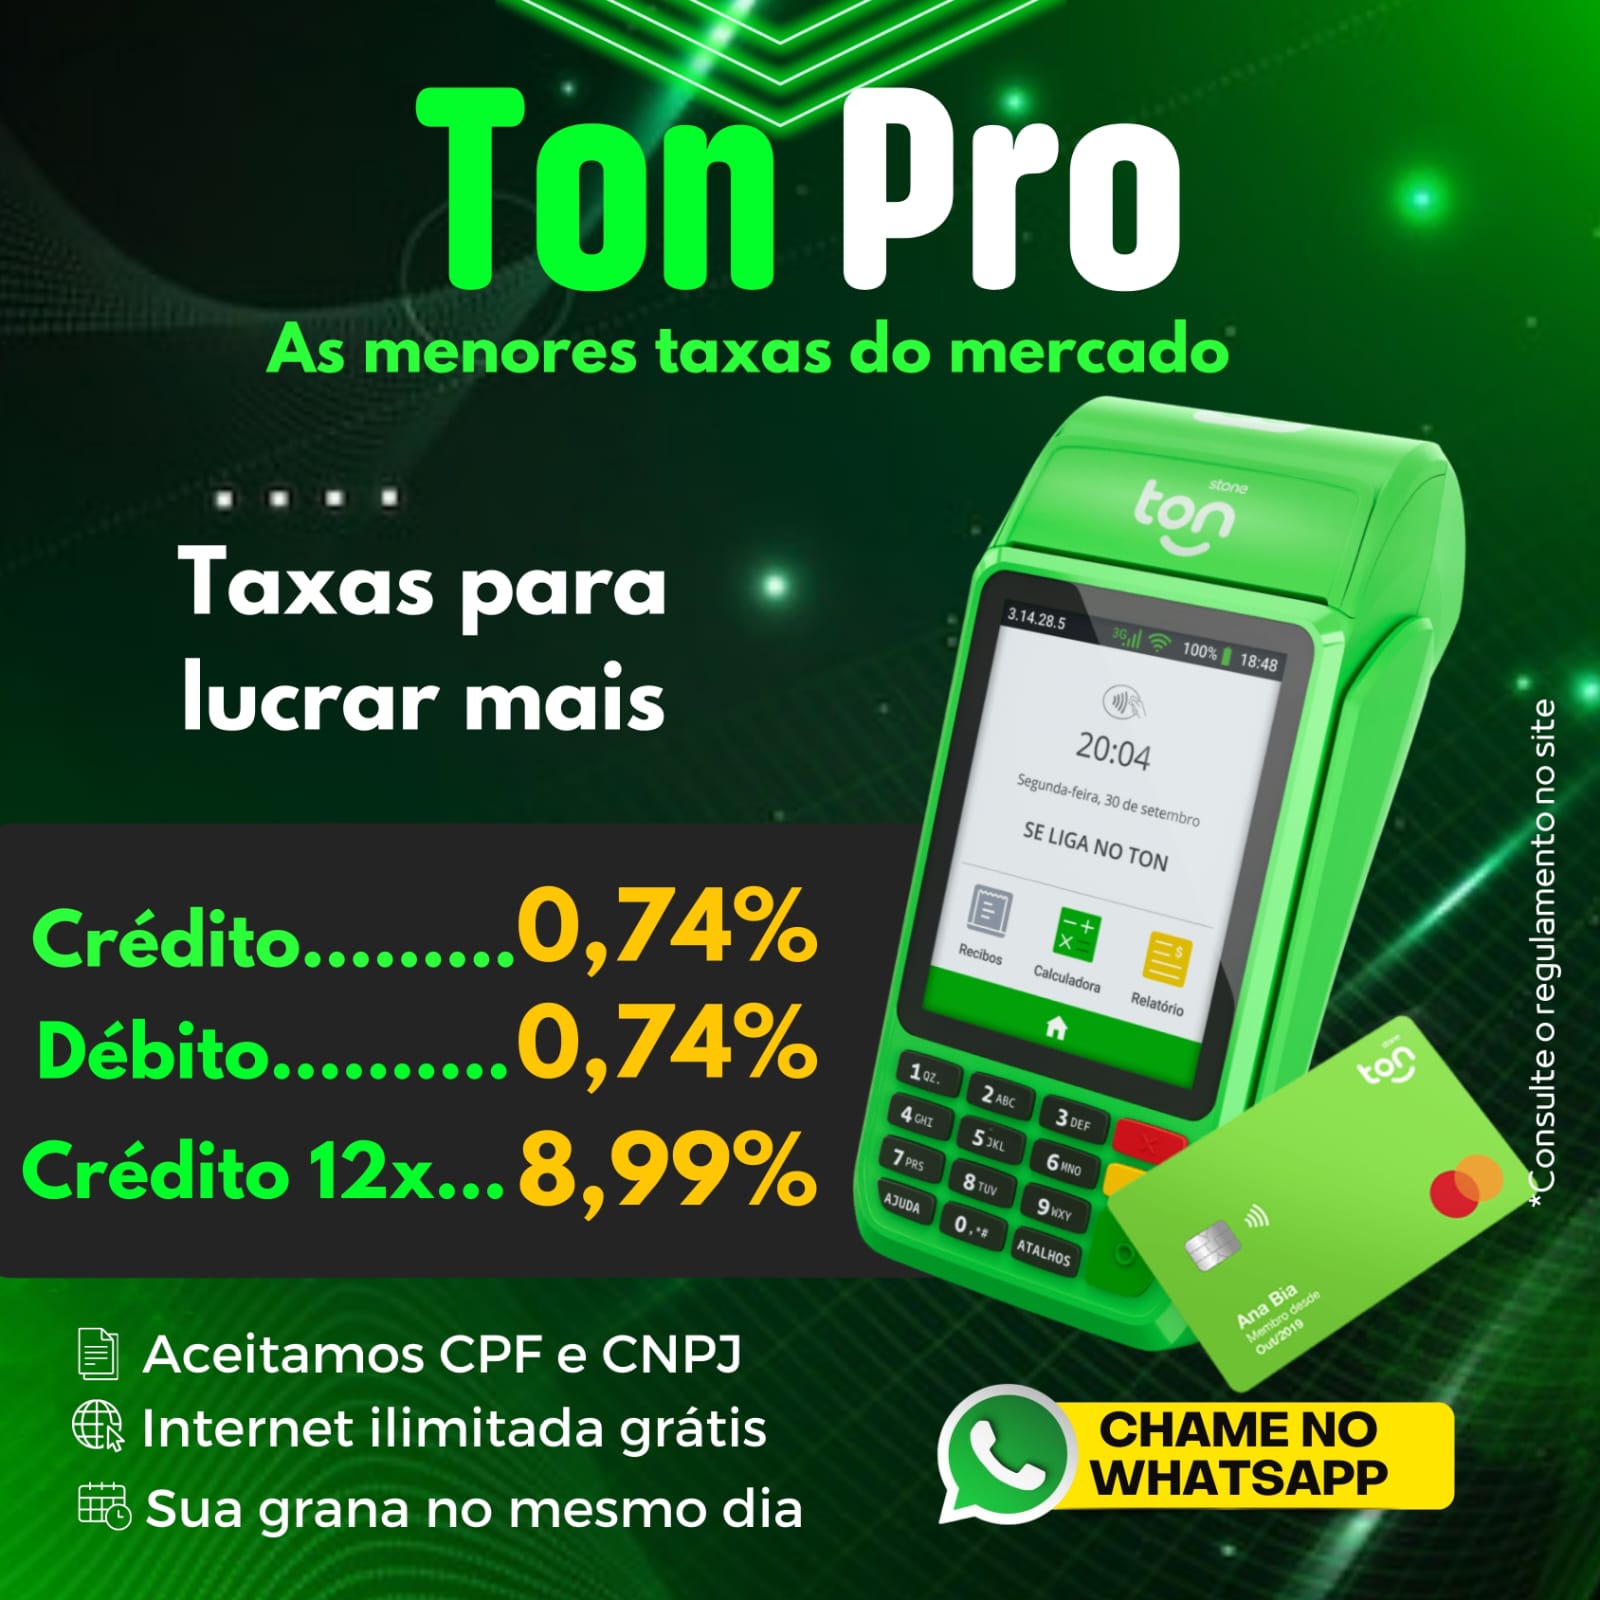 Ton Pro
As menores taxas do mercado
Taxas para
lucrar mais
Crédito.........0,74%
Débito..........0,74%
Crédito 12x...8,99%
Aceitamos CPF e CNPJ
Internet ilimitada grátis
Sua grana no mesmo dia
stone
ton
3.14.28.5 3G 100% 18:48
20:04
Segunda-feira, 30 de setembro
SE LIGA NO TON
Recibos Calculadora Relatório
1 QZ. 2 ABC 3 DEF
4 GHI 5 JKL 6 MNO
7 PRS 8 TUV 9 WXY
AJUDA 0 ,*# ATALHOS
stone
ton
Ana Bia
Membro desde
Out/2019
CHAME NO
WHATSAPP
*Consulte o regulamento no site